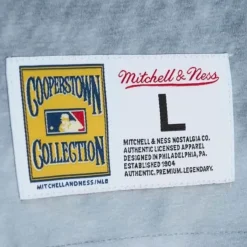 COOPERSTOWN
COLLECTION
MITCHELLANDNESS/MLB
Mitchell & Ness
L
MITCHELL & NESS NOSTALGIA CO.
AUTHENTIC LICENSED APPAREL
DESIGNED IN PHILADELPHIA, PA.
ESTABLISHED 1904
AUTHENTIC. PREMIUM. LEGENDARY.